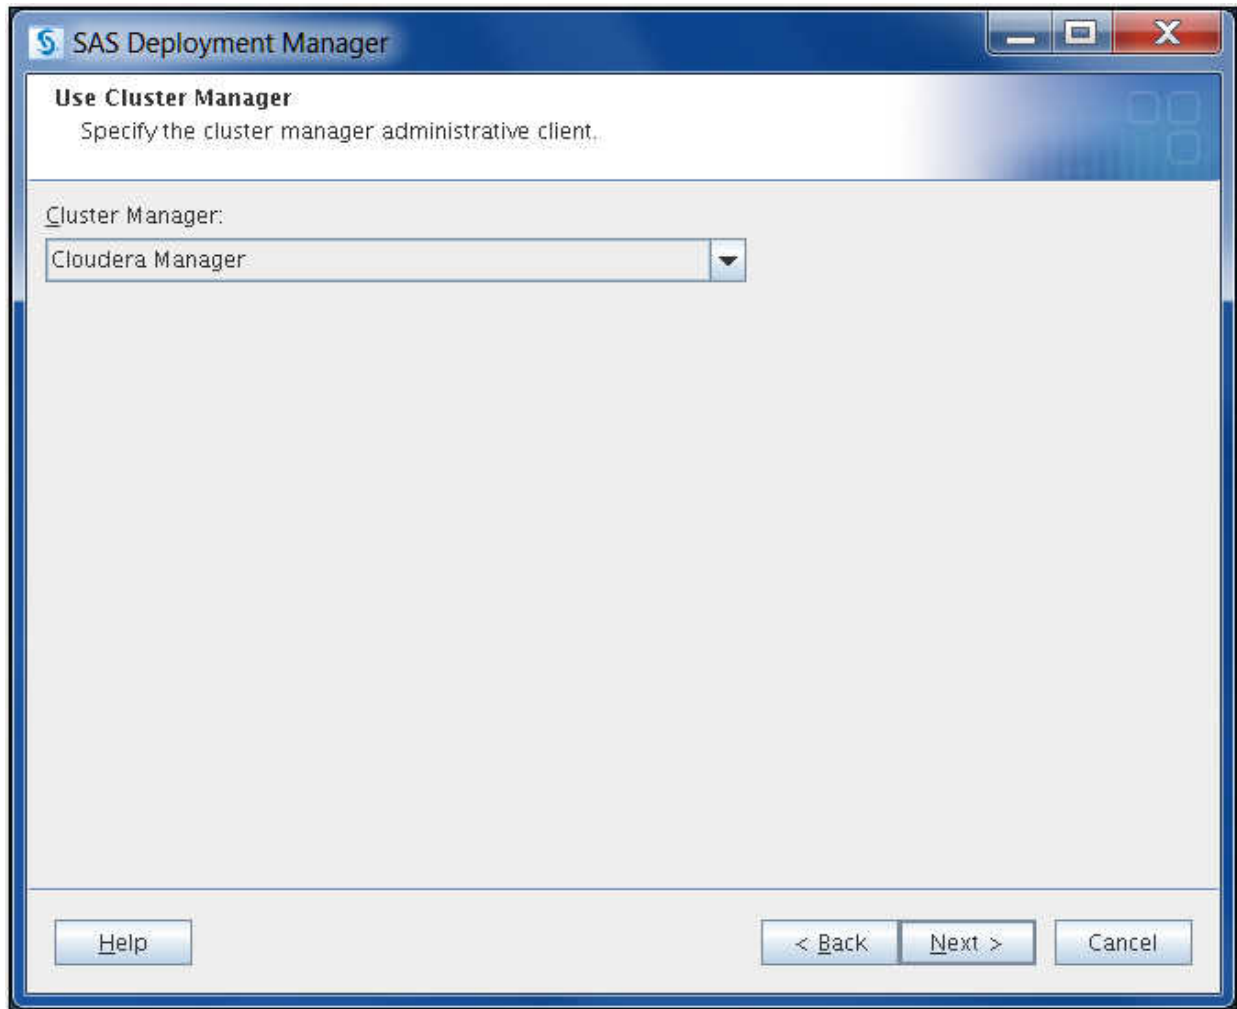 SAS Deployment Manager
Use Cluster Manager
Specify the cluster manager administrative client.
Cluster Manager:
Cloudera Manager
Help
< Back
Next >
Cancel